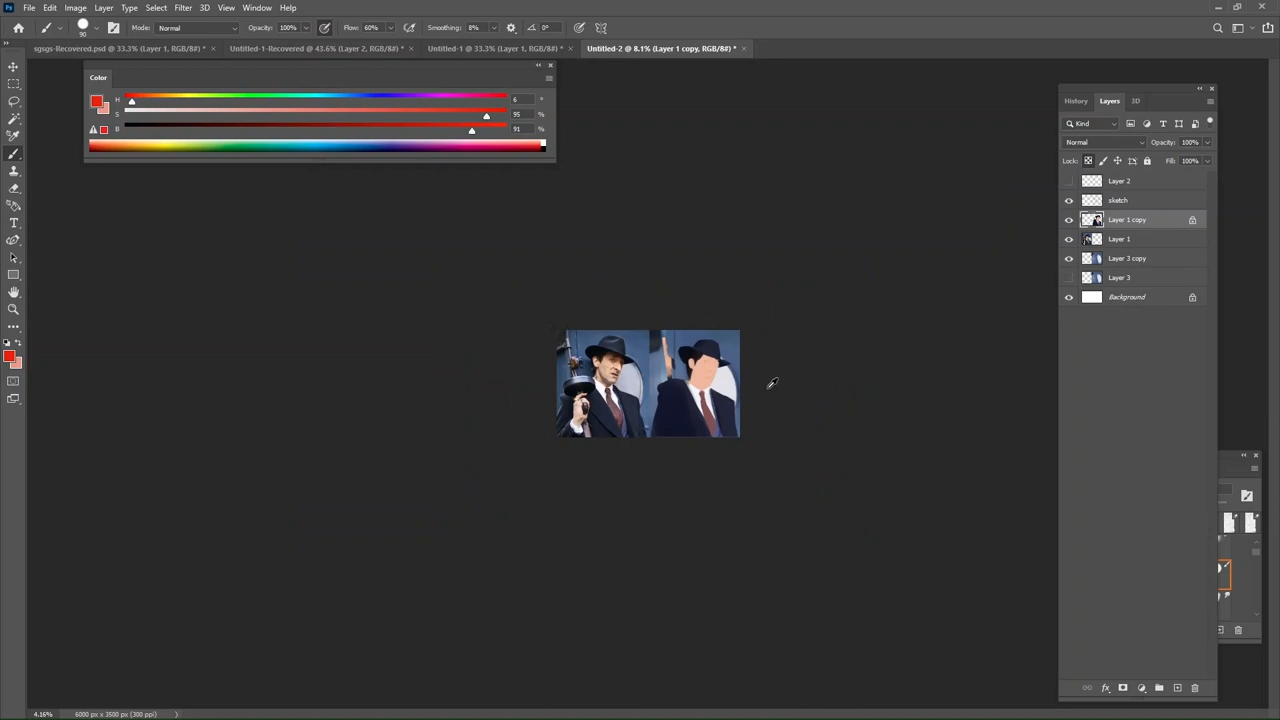 File Edit Image Layer Type Select Filter 3D View Window Help
90 Mode: Normal Opacity: 100% Flow: 60% Smoothing: 8% 0°
sgsgs-Recovered.psd @ 33.3% (Layer 1, RGB/8#) * × Untitled-1-Recovered @ 43.6% (Layer 2, RGB/8#) * × Untitled-1 @ 33.3% (Layer 1, RGB/8#) * × Untitled-2 @ 8.1% (Layer 1 copy, RGB/8#) * ×
Color
H 6 °
S 95 %
B 91 %
History Layers 3D
Kind
Normal Opacity: 100%
Lock: Fill: 100%
Layer 2
sketch
Layer 1 copy
Layer 1
Layer 3 copy
Layer 3
Background
fx
4.16% 6000 px x 3500 px (300 ppi)